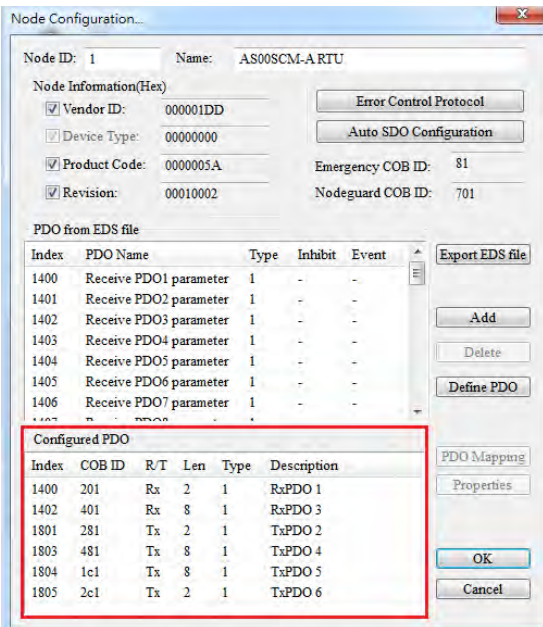 Node Configuration...
Node ID: 1 Name: AS00SCM-A RTU
Node Information(Hex)
Vendor ID: 000001DD
Device Type: 00000000
Product Code: 0000005A
Revision: 00010002
Error Control Protocol
Auto SDO Configuration
Emergency COB ID: 81
Nodeguard COB ID: 701
PDO from EDS file
Index PDO Name Type Inhibit Event
1400 Receive PDO1 parameter 1 - -
1401 Receive PDO2 parameter 1 - -
1402 Receive PDO3 parameter 1 - -
1403 Receive PDO4 parameter 1 - -
1404 Receive PDO5 parameter 1 - -
1405 Receive PDO6 parameter 1 - -
1406 Receive PDO7 parameter 1 - -
Export EDS file
Add
Delete
Define PDO
Configured PDO
Index COB ID R/T Len Type Description
1400 201 Rx 2 1 RxPDO 1
1402 401 Rx 8 1 RxPDO 3
1801 281 Tx 2 1 TxPDO 2
1803 481 Tx 8 1 TxPDO 4
1804 1c1 Tx 8 1 TxPDO 5
1805 2c1 Tx 2 1 TxPDO 6
PDO Mapping
Properties
OK
Cancel